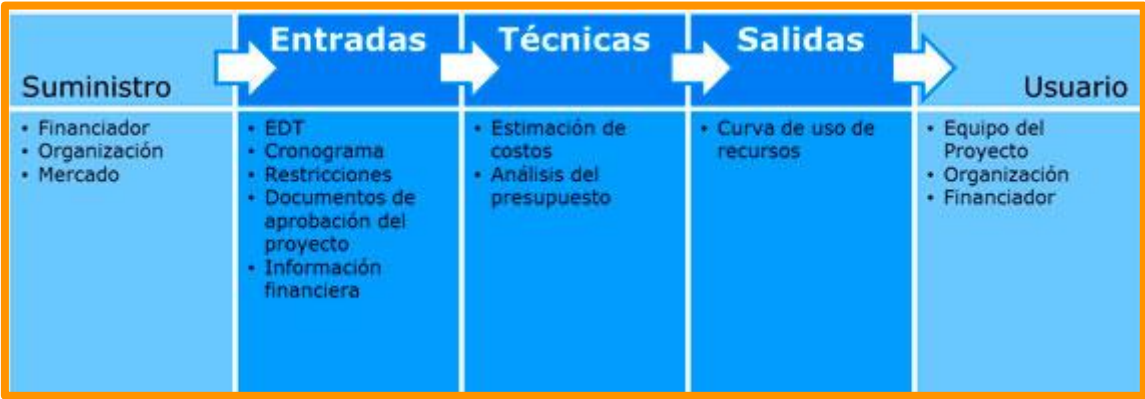 Suministro
Entradas
Técnicas
Salidas
Usuario
• Financiador
• Organización
• Mercado
• EDT
• Cronograma
• Restricciones
• Documentos de
aprobación del
proyecto
• Información
financiera
• Estimación de
costos
• Análisis del
presupuesto
• Curva de uso de
recursos
• Equipo del
Proyecto
• Organización
• Financiador